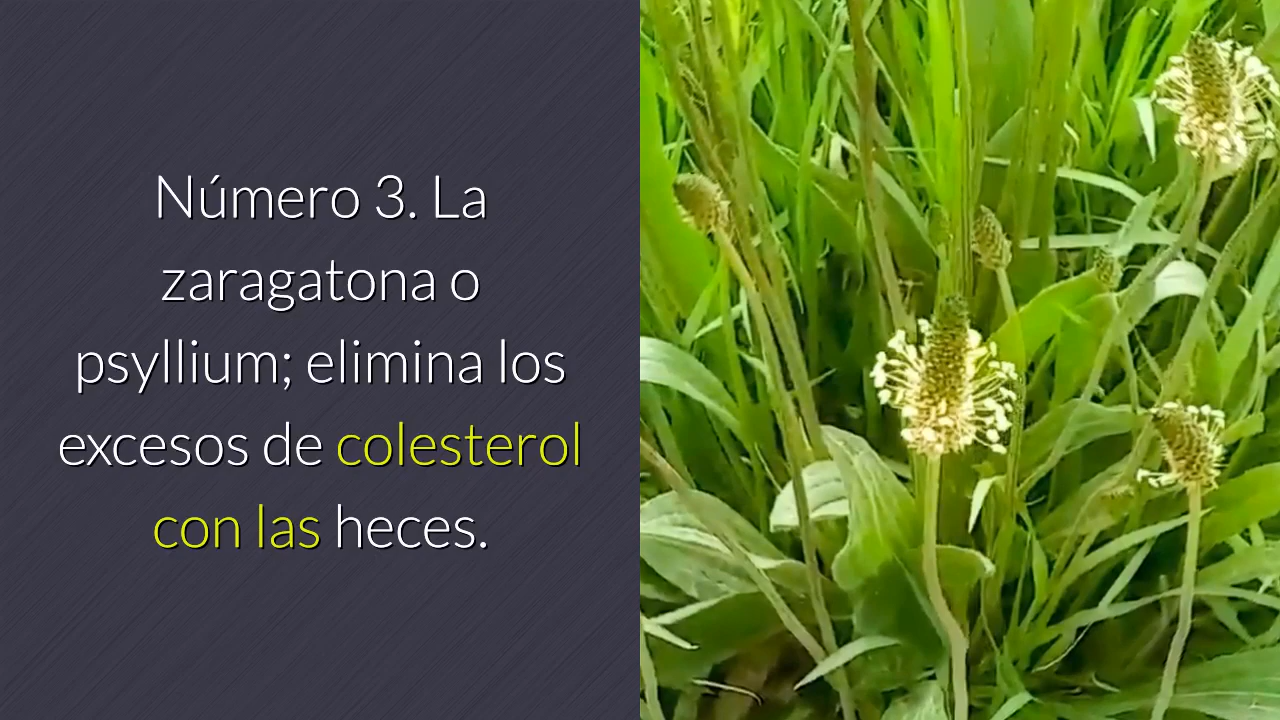 Número 3. La
zaragatona o
psyllium; elimina los
excesos de colesterol
con las heces.